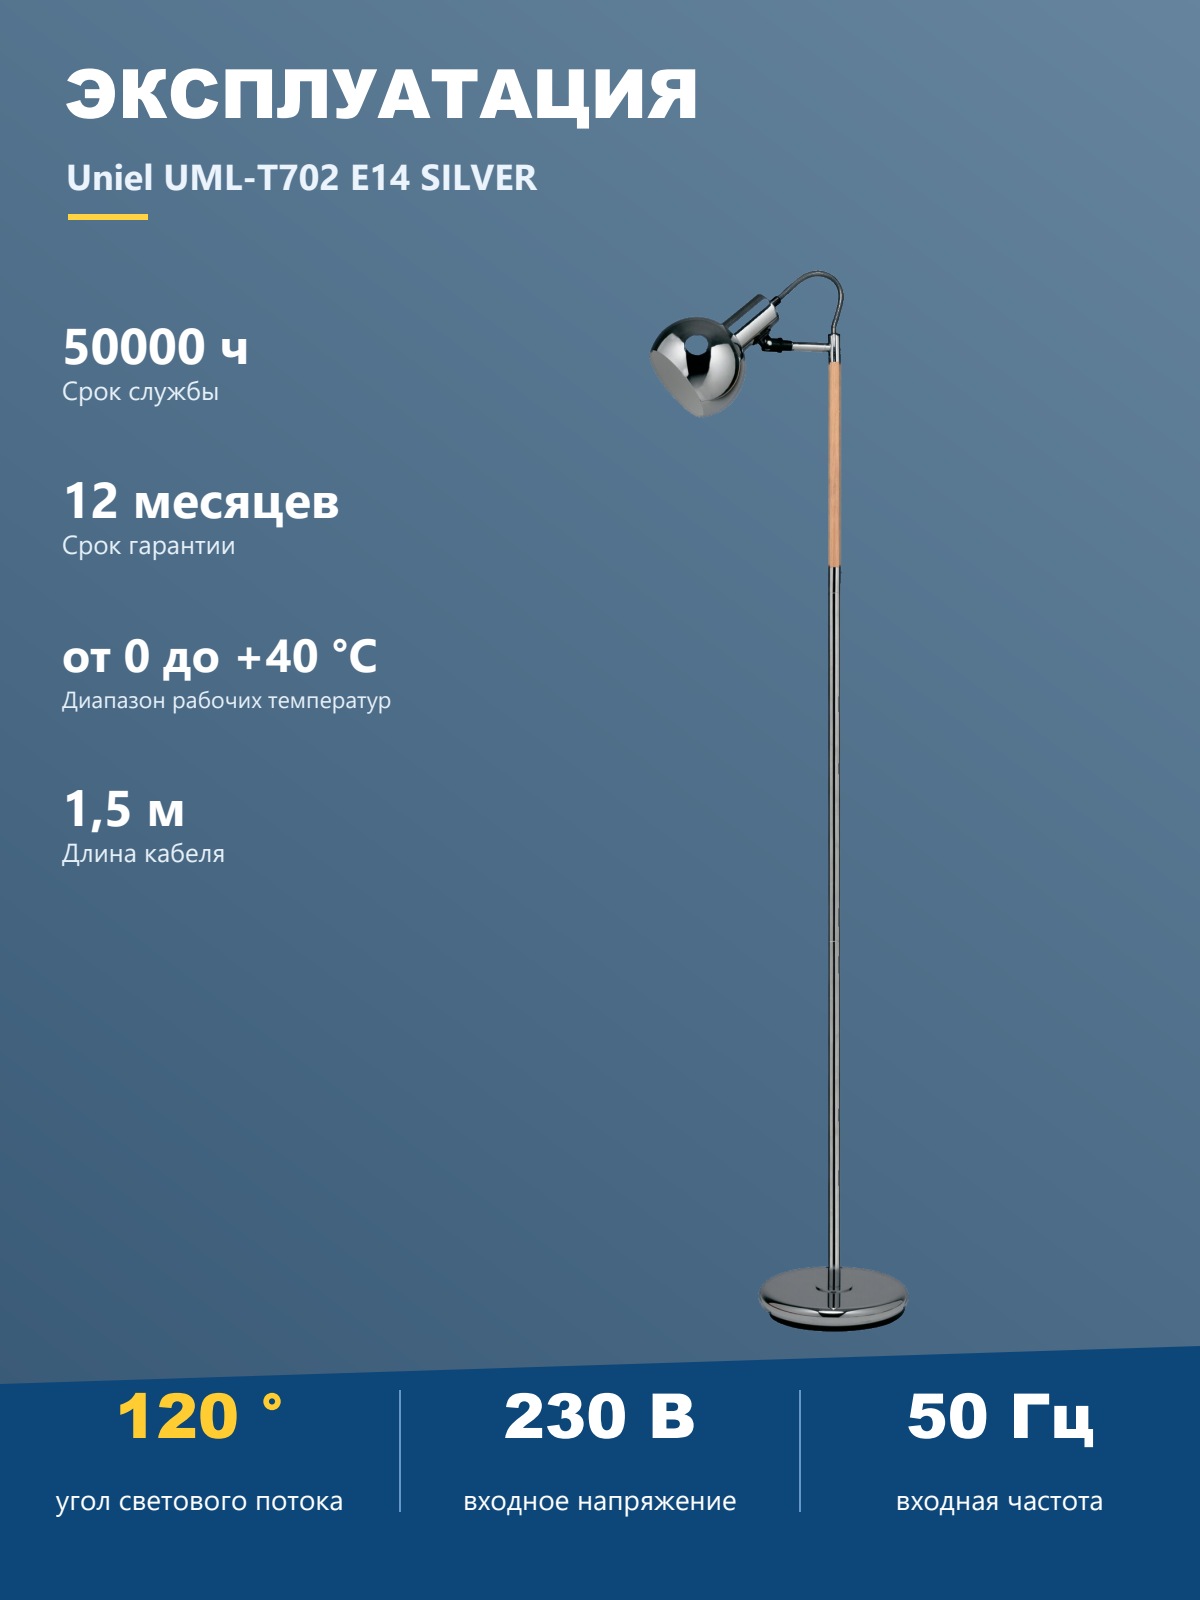 ЭКСПЛУАТАЦИЯ
Uniel UML-T702 E14 SILVER
50000 ч
Срок службы
12 месяцев
Срок гарантии
от 0 до +40 °C
Диапазон рабочих температур
1,5 м
Длина кабеля
120 °
угол светового потока
230 В
входное напряжение
50 Гц
входная частота